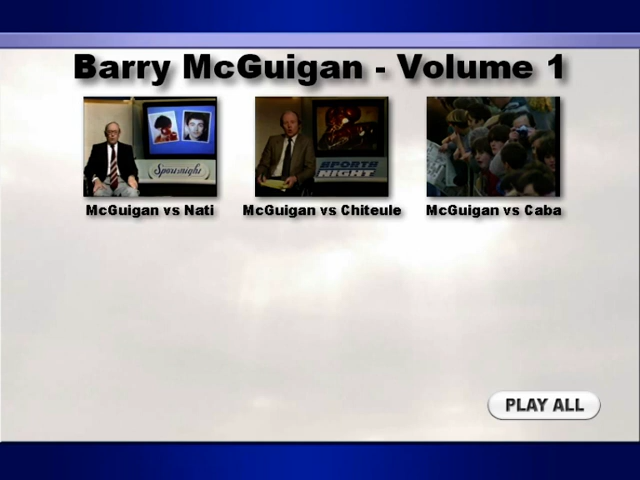 Barry McGuigan - Volume 1
Sportsnight
SPORTS
NIGHT
McGuigan vs Nati
McGuigan vs Chiteule
McGuigan vs Caba
PLAY ALL